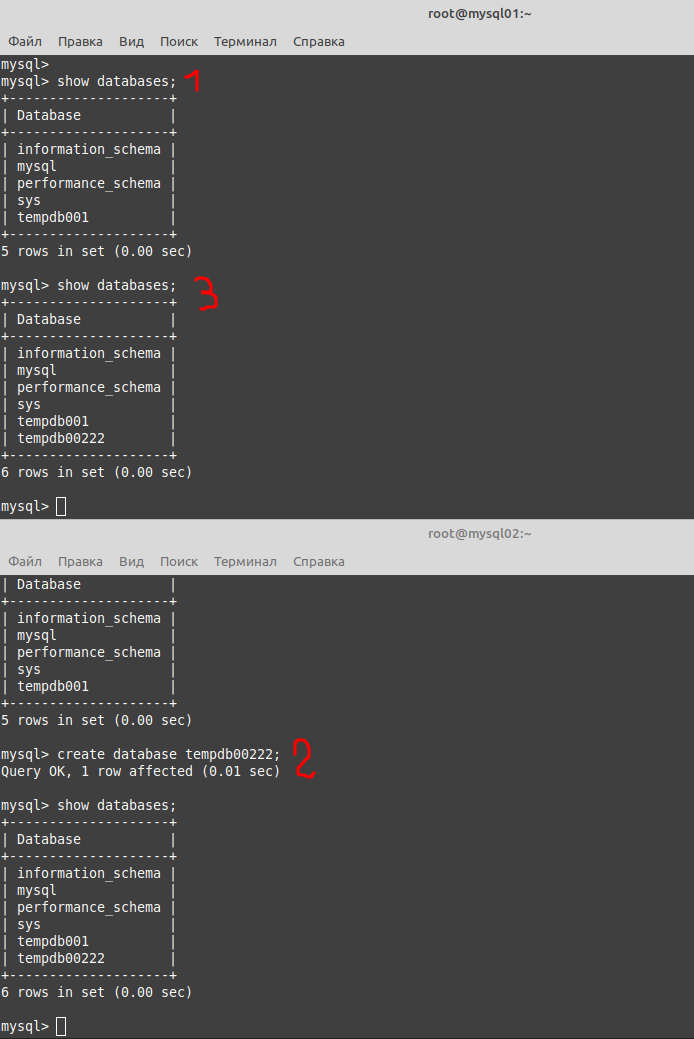 root@mysql01:~
Файл Правка Вид Поиск Терминал Справка
mysql>
mysql> show databases; 1
+--------------------+
| Database           |
+--------------------+
| information_schema |
| mysql              |
| performance_schema |
| sys                |
| tempdb001          |
+--------------------+
5 rows in set (0.00 sec)
mysql> show databases; 3
+--------------------+
| Database           |
+--------------------+
| information_schema |
| mysql              |
| performance_schema |
| sys                |
| tempdb001          |
| tempdb00222        |
+--------------------+
6 rows in set (0.00 sec)
mysql>
root@mysql02:~
Файл Правка Вид Поиск Терминал Справка
| Database           |
+--------------------+
| information_schema |
| mysql              |
| performance_schema |
| sys                |
| tempdb001          |
+--------------------+
5 rows in set (0.00 sec)
mysql> create database tempdb00222; 2
Query OK, 1 row affected (0.01 sec)
mysql> show databases;
+--------------------+
| Database           |
+--------------------+
| information_schema |
| mysql              |
| performance_schema |
| sys                |
| tempdb001          |
| tempdb00222        |
+--------------------+
6 rows in set (0.00 sec)
mysql>